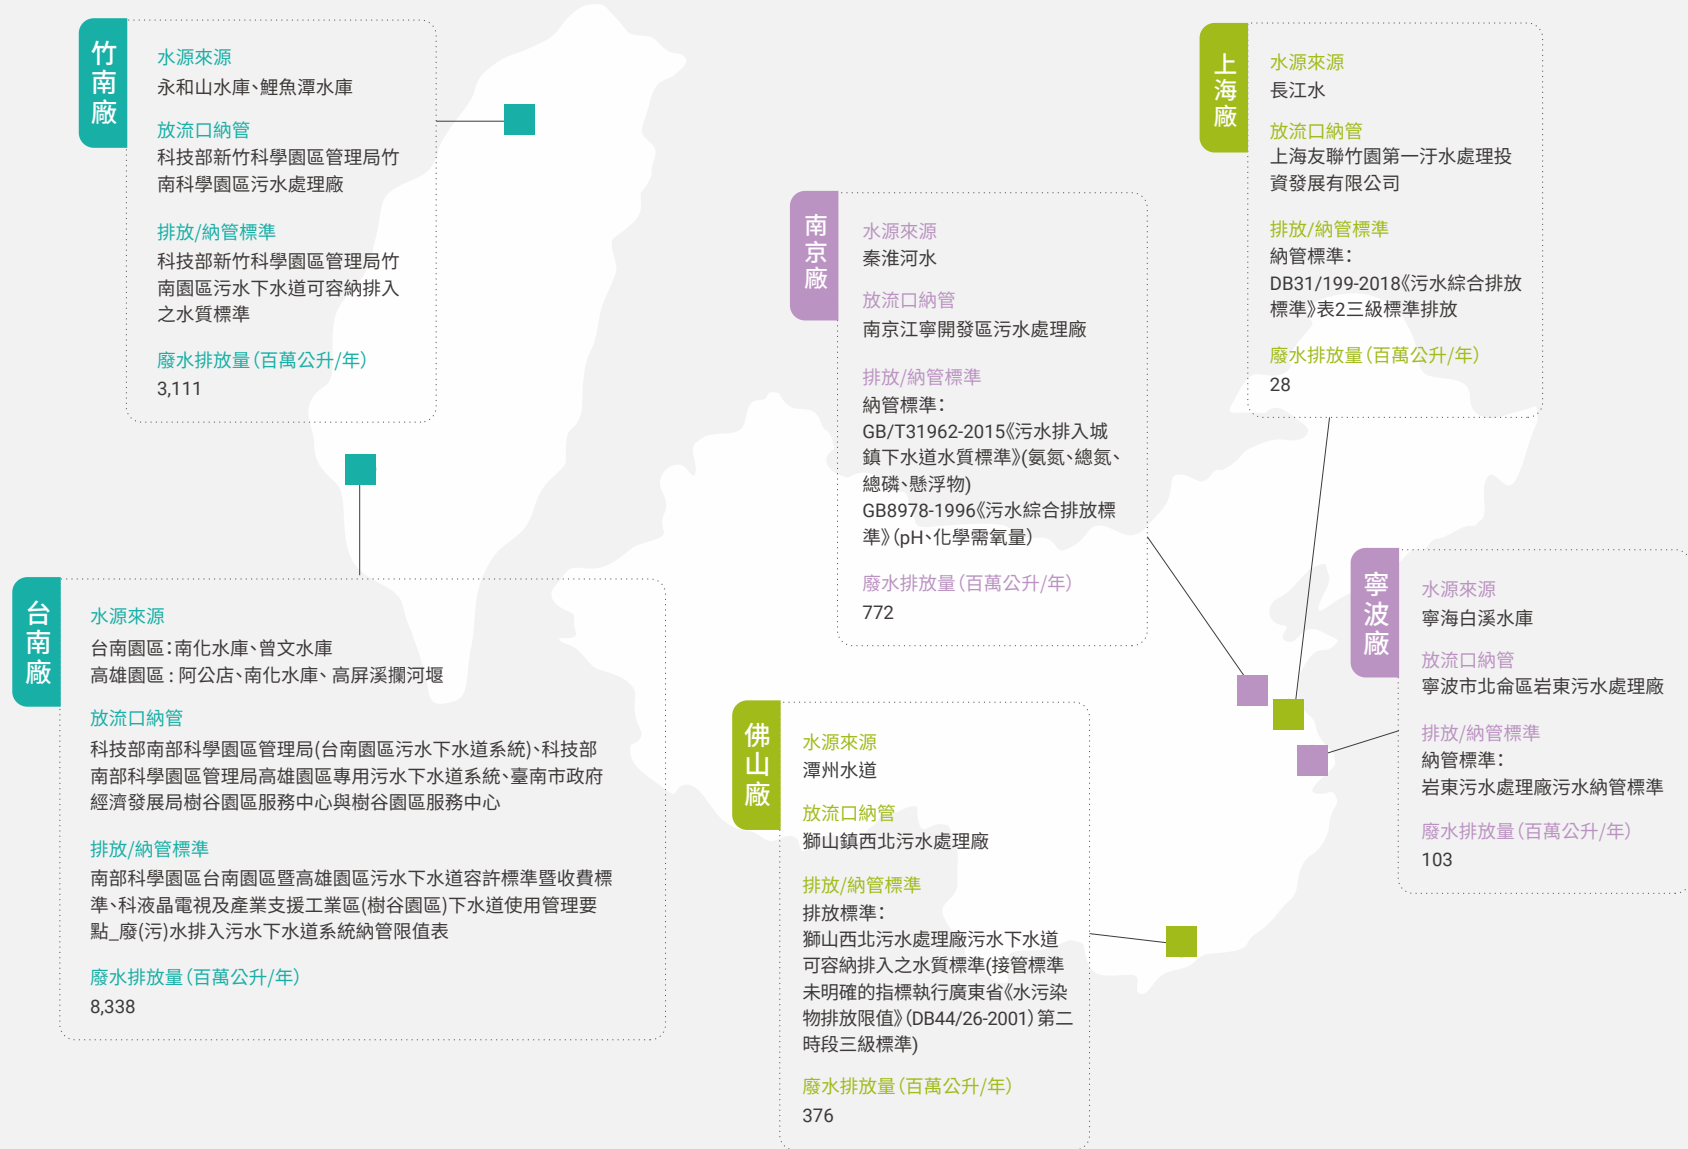 竹南廠
水源來源
永和山水庫、鯉魚潭水庫
放流口納管
科技部新竹科學園區管理局竹
南科學園區污水處理廠
排放/納管標準
科技部新竹科學園區管理局竹
南園區污水下水道可容納排入
之水質標準
廢水排放量(百萬公升/年)
3,111
台南廠
水源來源
台南園區：南化水庫、曾文水庫
高雄園區：阿公店、南化水庫、高屏溪攔河堰
放流口納管
科技部南部科學園區管理局(台南園區污水下水道系統)、科技部
南部科學園區管理局高雄園區專用污水下水道系統、臺南市政府
經濟發展局樹谷園區服務中心與樹谷園區服務中心
排放/納管標準
南部科學園區台南園區暨高雄園區污水下水道容許標準暨收費標
準、科液晶電視及產業支援工業區(樹谷園區)下水道使用管理要
點_廢(污)水排入污水下水道系統納管限值表
廢水排放量(百萬公升/年)
8,338
南京廠
水源來源
秦淮河水
放流口納管
南京江寧開發區污水處理廠
排放/納管標準
納管標準：
GB/T31962-2015《污水排入城
鎮下水道水質標準》(氨氮、總氮、
總磷、懸浮物)
GB8978-1996《污水綜合排放標
準》(pH、化學需氧量)
廢水排放量(百萬公升/年)
772
佛山廠
水源來源
潭州水道
放流口納管
獅山鎮西北污水處理廠
排放/納管標準
排放標準：
獅山西北污水處理廠污水下水道
可容納排入之水質標準(接管標準
未明確的指標執行廣東省《水污染
物排放限值》(DB44/26-2001)第二
時段三級標準)
廢水排放量(百萬公升/年)
376
上海廠
水源來源
長江水
放流口納管
上海友聯竹園第一汙水處理投
資發展有限公司
排放/納管標準
納管標準：
DB31/199-2018《污水綜合排放
標準》表2三級標準排放
廢水排放量(百萬公升/年)
28
寧波廠
水源來源
寧海白溪水庫
放流口納管
寧波市北侖區岩東污水處理廠
排放/納管標準
納管標準：
岩東污水處理廠污水納管標準
廢水排放量(百萬公升/年)
103